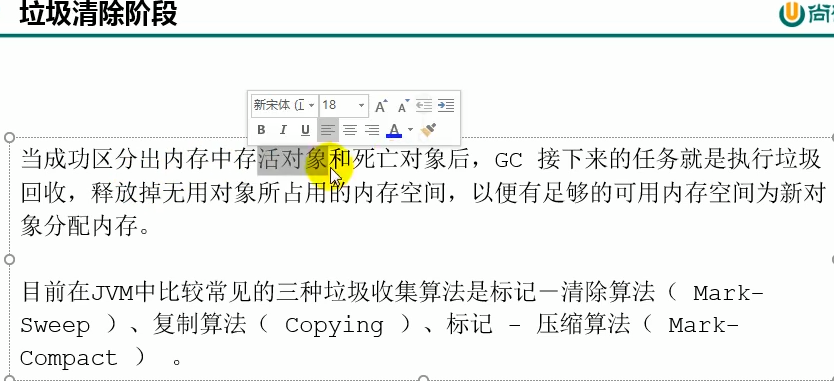 垃圾清除阶段
尚
新宋体 (正
18
A A
B I U
A
当成功区分出内存中存活对象和死亡对象后，GC 接下来的任务就是执行垃圾
回收，释放掉无用对象所占用的内存空间，以便有足够的可用内存空间为新对
象分配内存。
目前在JVM中比较常见的三种垃圾收集算法是标记－清除算法（ Mark-
Sweep ）、复制算法（ Copying ）、标记 - 压缩算法（ Mark-
Compact ） 。